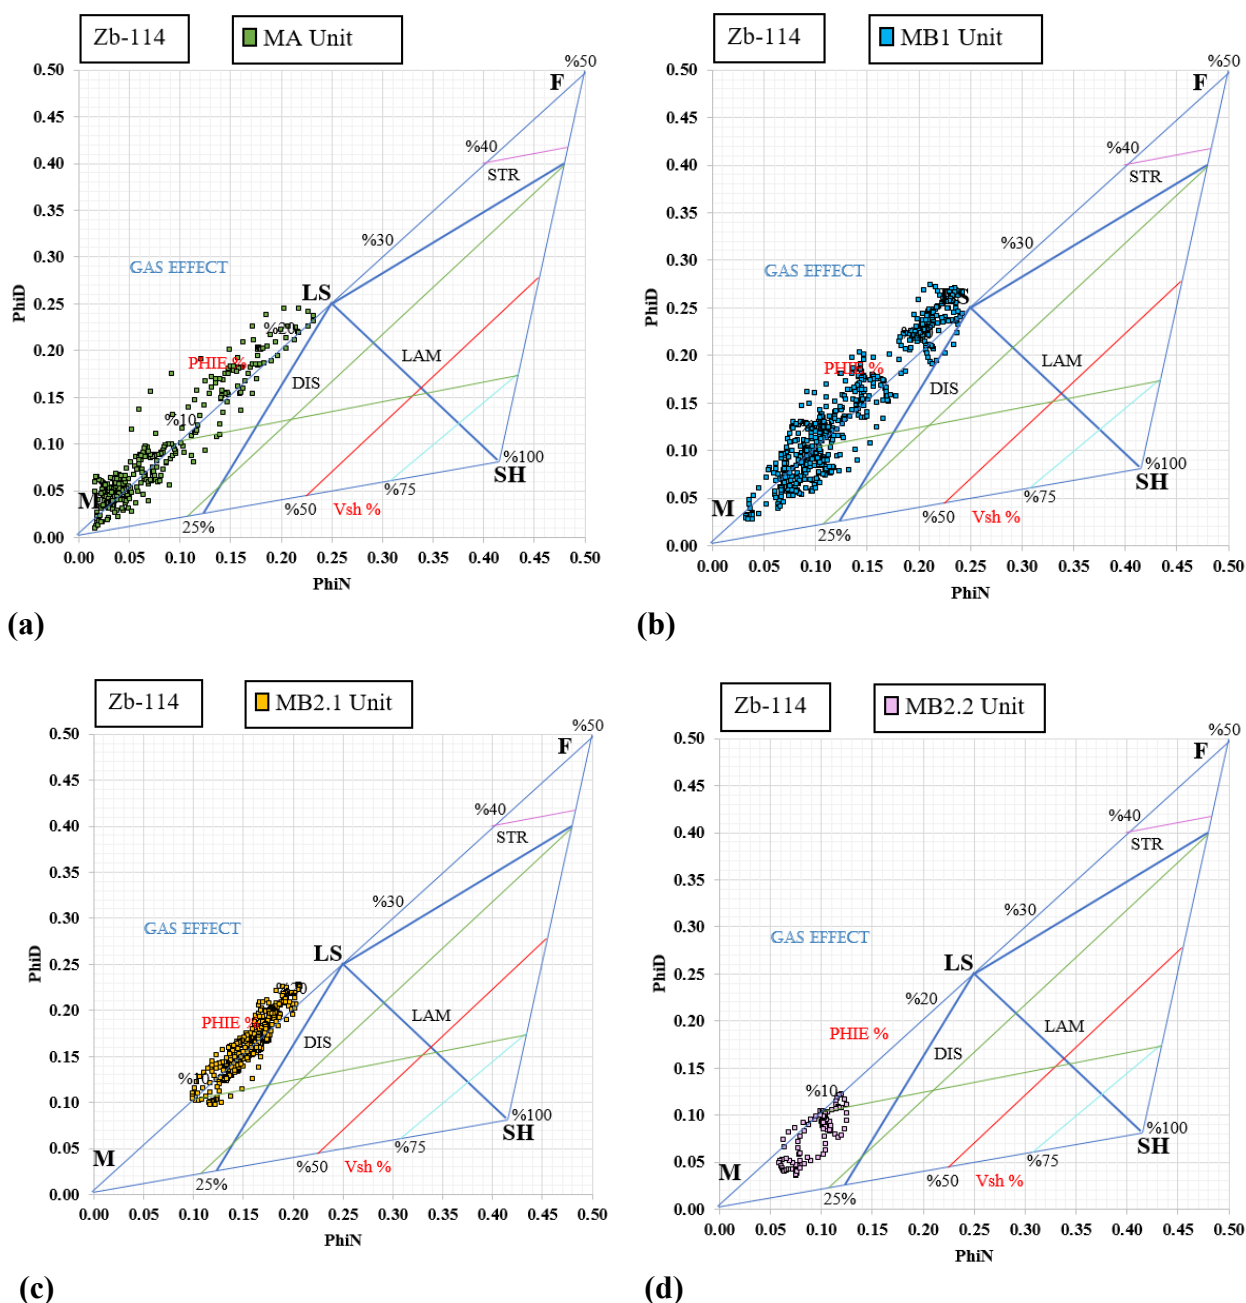 Zb-114
MA Unit
%50
0.50
F
0.45
%40
0.40
STR
0.35
%30
0.30
GAS EFFECT
LS
0.25
%20
PhiD
0.20
PHIE %
LAM
DIS
0.15
%10
0.10
%100
SH
M
0.05
%75
%50
Vsh %
25%
0.00
0.00 0.05 0.10 0.15 0.20 0.25 0.30 0.35 0.40 0.45 0.50
PhiN
(a)
Zb-114
MB1 Unit
%50
0.50
F
0.45
%40
0.40
STR
0.35
%30
0.30
GAS EFFECT
S
0.25
PhiD
0.20
PHIE %
LAM
DIS
0.15
0.10
%100
SH
M
0.05
%75
%50
Vsh %
25%
0.00
0.00 0.05 0.10 0.15 0.20 0.25 0.30 0.35 0.40 0.45 0.50
PhiN
(b)
Zb-114
MB2.1 Unit
%50
0.50
F
0.45
%40
0.40
STR
0.35
%30
0.30
GAS EFFECT
LS
0.25
PhiD
0.20
PHIE %
LAM
DIS
0.15
%10
0.10
%100
SH
M
0.05
%75
%50
Vsh %
25%
0.00
0.00 0.05 0.10 0.15 0.20 0.25 0.30 0.35 0.40 0.45 0.50
PhiN
(c)
Zb-114
MB2.2 Unit
%50
0.50
F
0.45
%40
0.40
STR
0.35
%30
0.30
GAS EFFECT
LS
0.25
%20
PhiD
0.20
PHIE %
LAM
DIS
0.15
%10
0.10
%100
SH
M
0.05
%75
%50
Vsh %
25%
0.00
0.00 0.05 0.10 0.15 0.20 0.25 0.30 0.35 0.40 0.45 0.50
PhiN
(d)